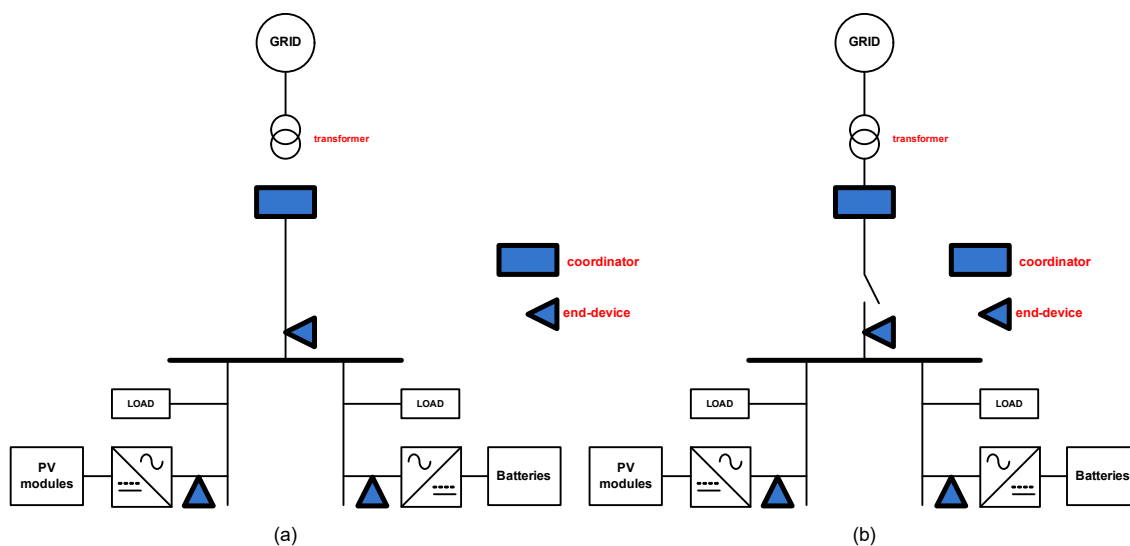 GRID
transformer
coordinator
end-device
LOAD
LOAD
PV
modules
Batteries
(a)
GRID
transformer
coordinator
end-device
LOAD
LOAD
PV
modules
Batteries
(b)